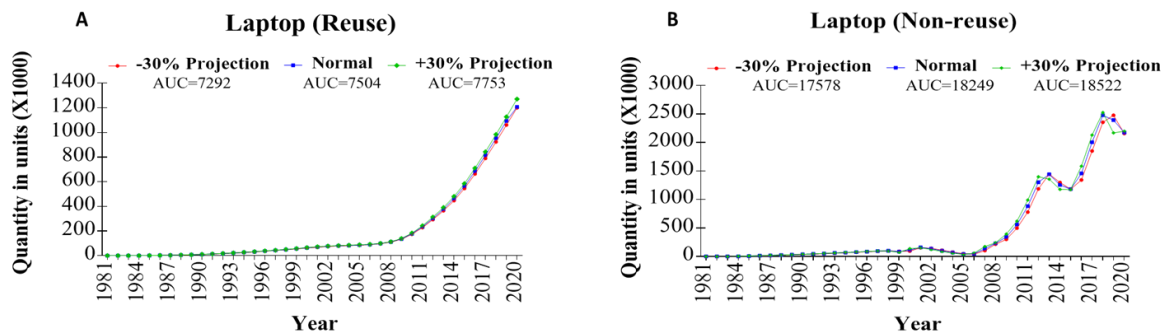 A
Laptop (Reuse)
-30% Projection Normal +30% Projection
AUC=7292 AUC=7504 AUC=7753
Quantity in units (X1000)
1400
1200
1000
800
600
400
200
0
1981 1984 1987 1990 1993 1996 1999 2002 2005 2008 2011 2014 2017 2020
Year
B
Laptop (Non-reuse)
-30% Projection Normal +30% Projection
AUC=17578 AUC=18249 AUC=18522
Quantity in units (X1000)
3000
2500
2000
1500
1000
500
0
1981 1984 1987 1990 1993 1996 1999 2002 2005 2008 2011 2014 2017 2020
Year